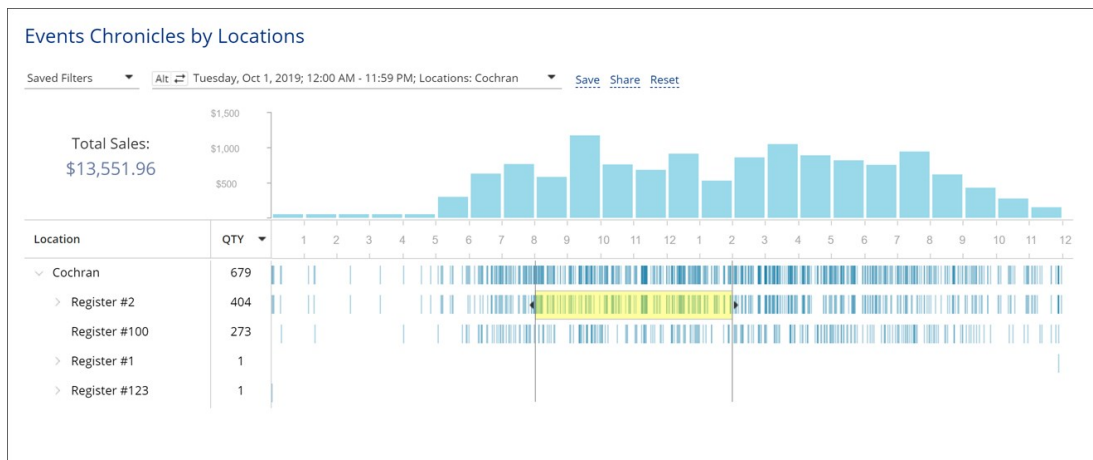 Events Chronicles by Locations
Saved Filters Alt Tuesday, Oct 1, 2019; 12:00 AM - 11:59 PM; Locations: Cochran Save Share Reset
$1,500
Total Sales:
$1,000
$13,551.96
$500
Location QTY 1 2 3 4 5 6 7 8 9 10 11 12 1 2 3 4 5 6 7 8 9 10 11 12
Cochran 679
Register #2 404
Register #100 273
Register #1 1
Register #123 1